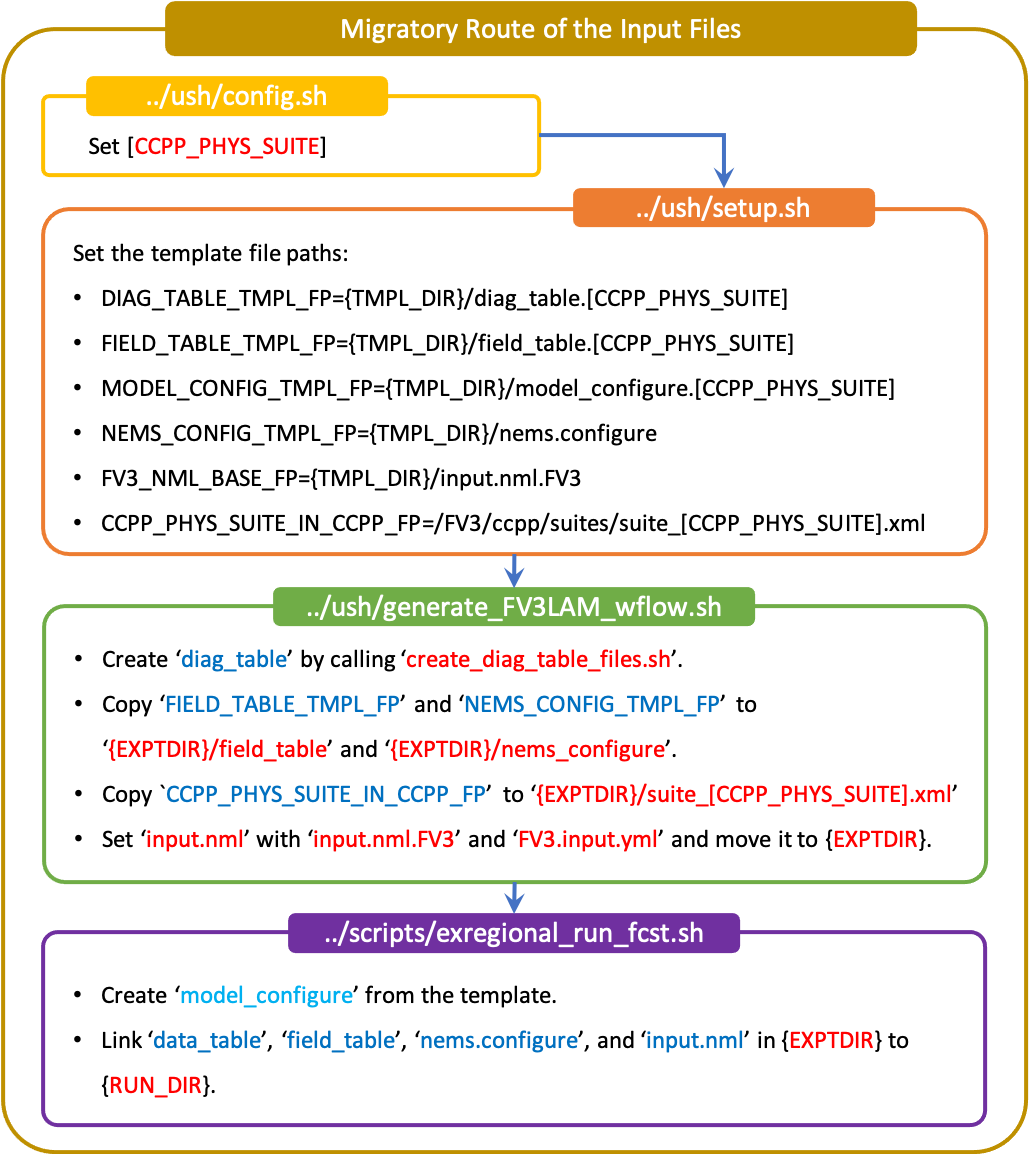 Migratory Route of the Input Files
../ush/config.sh
Set [CCPP_PHYS_SUITE]
../ush/setup.sh
Set the template file paths:
• DIAG_TABLE_TMPL_FP={TMPL_DIR}/diag_table.[CCPP_PHYS_SUITE]
• FIELD_TABLE_TMPL_FP={TMPL_DIR}/field_table.[CCPP_PHYS_SUITE]
• MODEL_CONFIG_TMPL_FP={TMPL_DIR}/model_configure.[CCPP_PHYS_SUITE]
• NEMS_CONFIG_TMPL_FP={TMPL_DIR}/nems.configure
• FV3_NML_BASE_FP={TMPL_DIR}/input.nml.FV3
• CCPP_PHYS_SUITE_IN_CCPP_FP=/FV3/ccpp/suites/suite_[CCPP_PHYS_SUITE].xml
../ush/generate_FV3LAM_wflow.sh
• Create ‘diag_table’ by calling ‘create_diag_table_files.sh’.
• Copy ‘FIELD_TABLE_TMPL_FP’ and ‘NEMS_CONFIG_TMPL_FP’ to
‘{EXPTDIR}/field_table’ and ‘{EXPTDIR}/nems_configure’.
• Copy `CCPP_PHYS_SUITE_IN_CCPP_FP’ to ‘{EXPTDIR}/suite_[CCPP_PHYS_SUITE].xml’
• Set ‘input.nml’ with ‘input.nml.FV3’ and ‘FV3.input.yml’ and move it to {EXPTDIR}.
../scripts/exregional_run_fcst.sh
• Create ‘model_configure’ from the template.
• Link ‘data_table’, ‘field_table’, ‘nems.configure’, and ‘input.nml’ in {EXPTDIR} to
{RUN_DIR}.